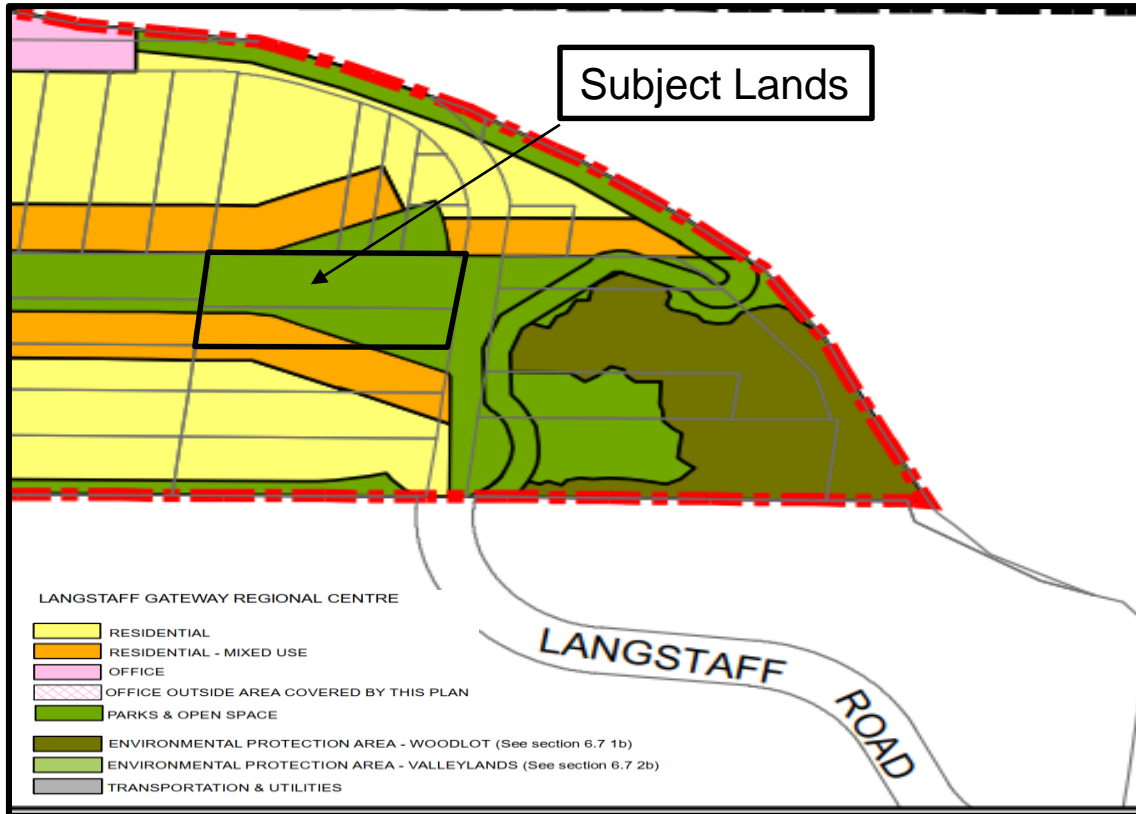 Subject Lands
LANGSTAFF GATEWAY REGIONAL CENTRE
RESIDENTIAL
RESIDENTIAL - MIXED USE
OFFICE
OFFICE OUTSIDE AREA COVERED BY THIS PLAN
PARKS & OPEN SPACE
ENVIRONMENTAL PROTECTION AREA - WOODLOT (See section 6.7 1b)
ENVIRONMENTAL PROTECTION AREA - VALLEYLANDS (See section 6.7 2b)
TRANSPORTATION & UTILITIES
LANGSTAFF
ROAD